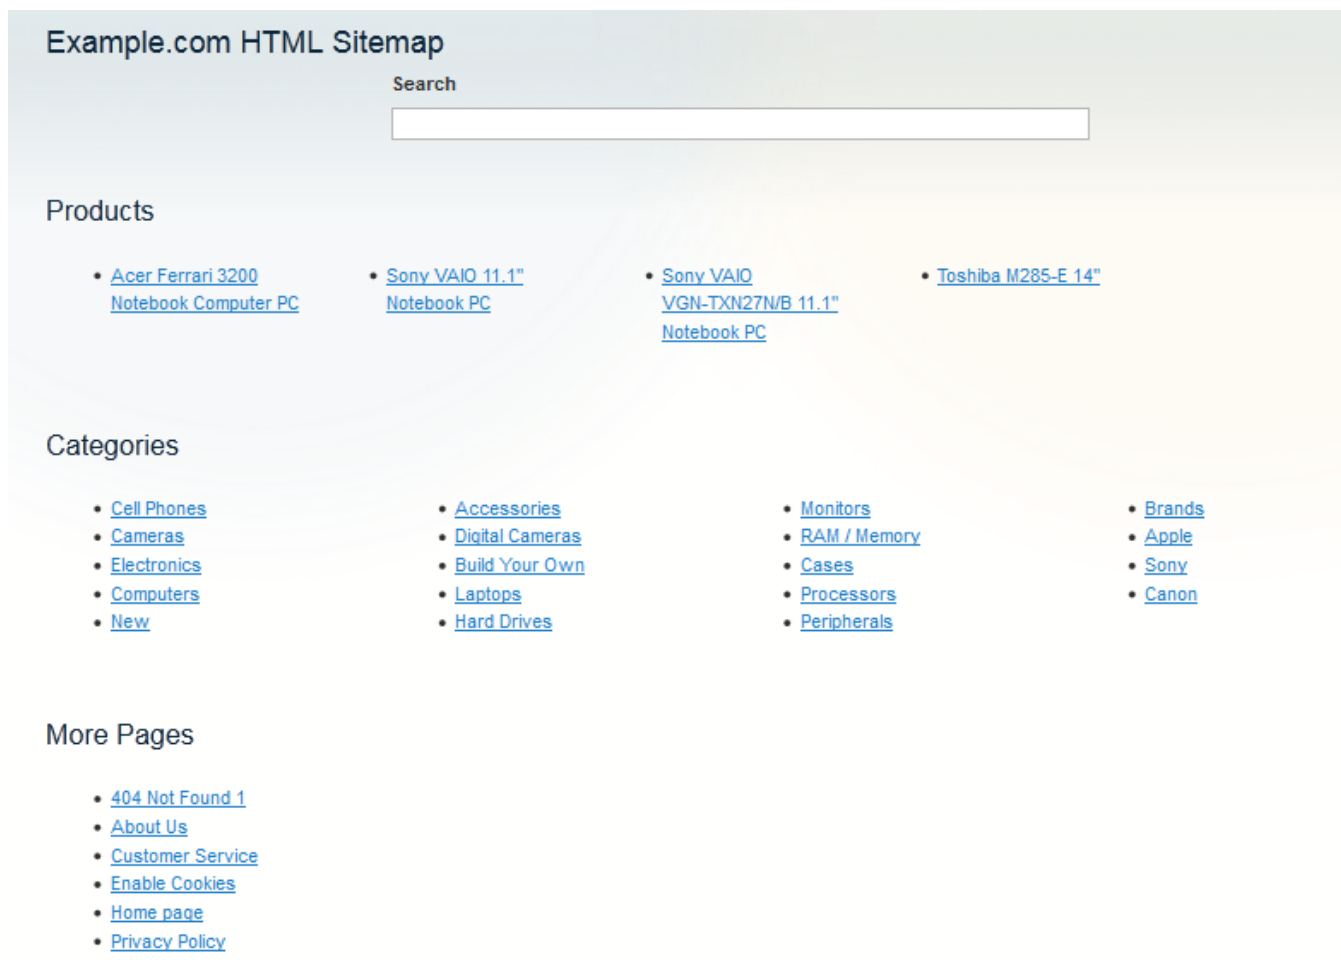 Example.com HTML Sitemap
Search
Products
Acer Ferrari 3200
Notebook Computer PC
Sony VAIO 11.1"
Notebook PC
Sony VAIO
VGN-TXN27N/B 11.1"
Notebook PC
Toshiba M285-E 14"
Categories
Cell Phones
Cameras
Electronics
Computers
New
Accessories
Digital Cameras
Build Your Own
Laptops
Hard Drives
Monitors
RAM / Memory
Cases
Processors
Peripherals
Brands
Apple
Sony
Canon
More Pages
404 Not Found 1
About Us
Customer Service
Enable Cookies
Home page
Privacy Policy